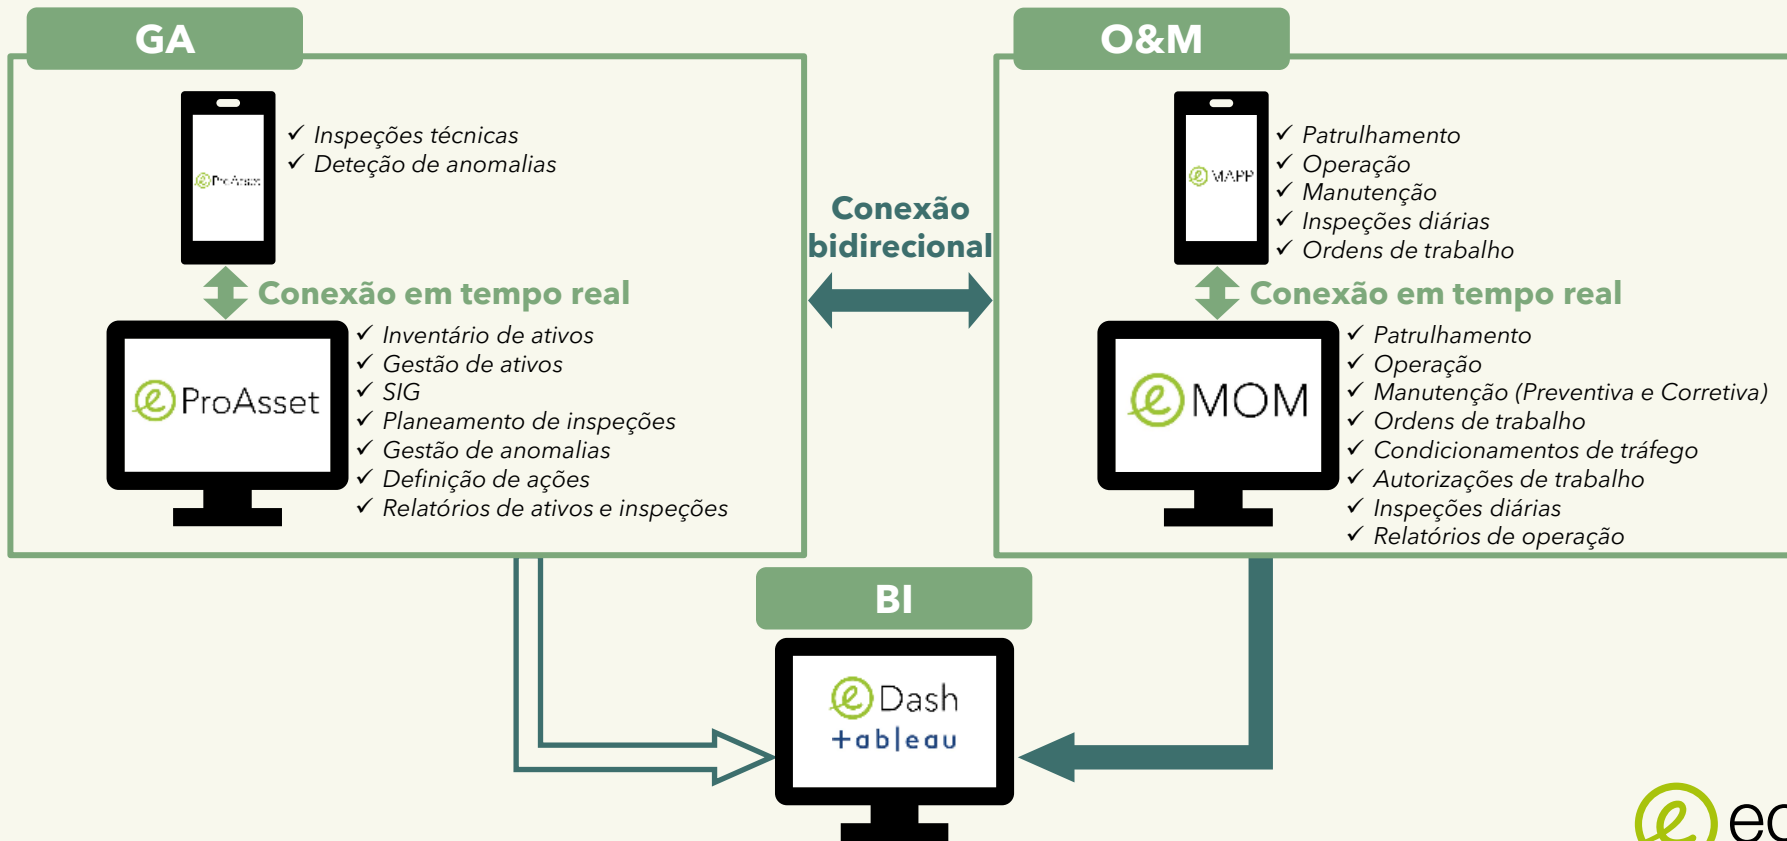 GA
✓ Inspeções técnicas
✓ Deteção de anomalias
ProAsset
Conexão em tempo real
ProAsset
✓ Inventário de ativos
✓ Gestão de ativos
✓ SIG
✓ Planeamento de inspeções
✓ Gestão de anomalias
✓ Definição de ações
✓ Relatórios de ativos e inspeções
Conexão
bidirecional
O&M
✓ Patrulhamento
✓ Operação
✓ Manutenção
✓ Inspeções diárias
✓ Ordens de trabalho
MAPP
Conexão em tempo real
MOM
✓ Patrulhamento
✓ Operação
✓ Manutenção (Preventiva e Corretiva)
✓ Ordens de trabalho
✓ Condicionamentos de tráfego
✓ Autorizações de trabalho
✓ Inspeções diárias
✓ Relatórios de operação
BI
Dash
+ableau